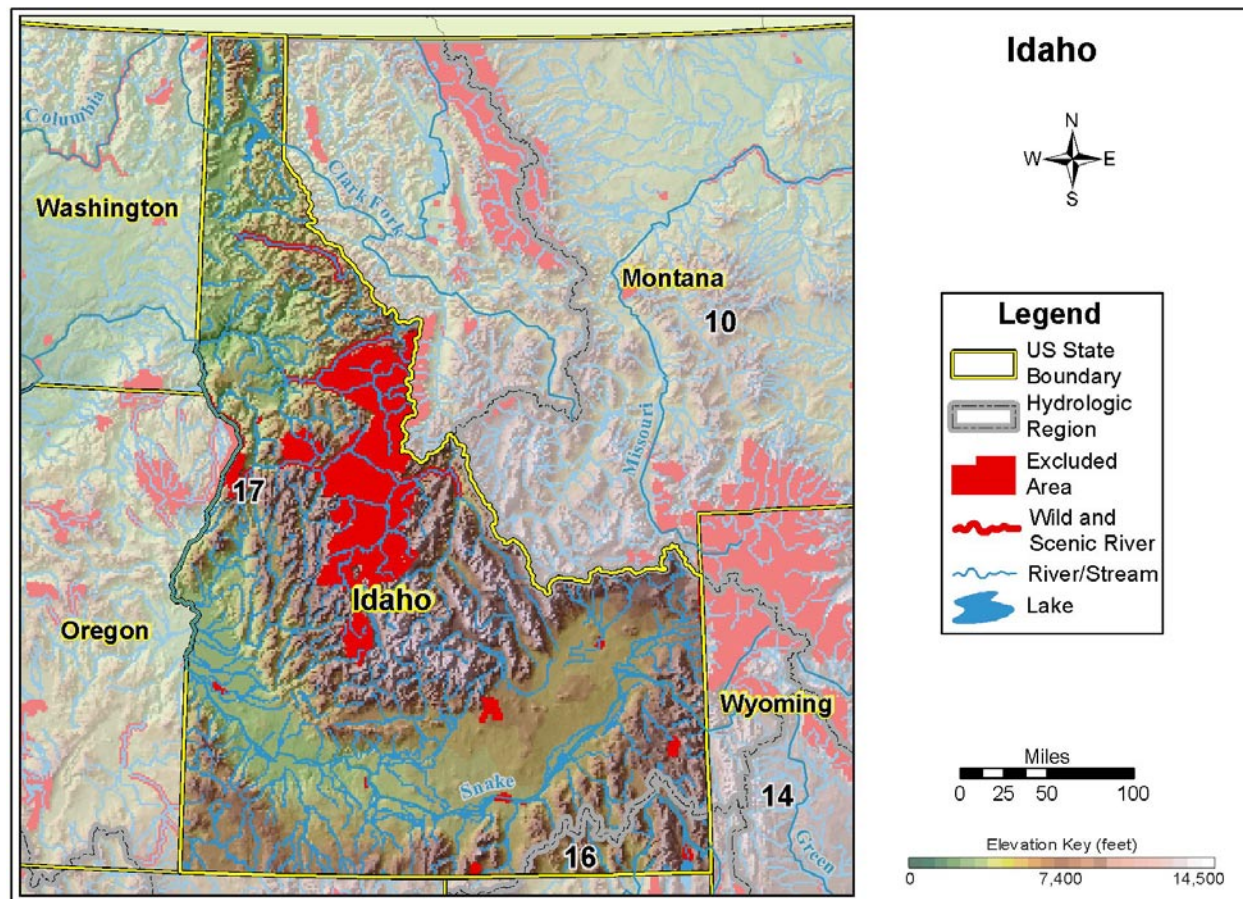 Idaho
N
W E
S
Columbia
Clark Fork
Washington
Montana
10
Missouri
17
Idaho
Oregon
Wyoming
Snake
14
16
Green
Legend
US State
Boundary
Hydrologic
Region
Excluded
Area
Wild and
Scenic River
River/Stream
Lake
Miles
0 25 50 100
Elevation Key (feet)
0 7,400 14,500